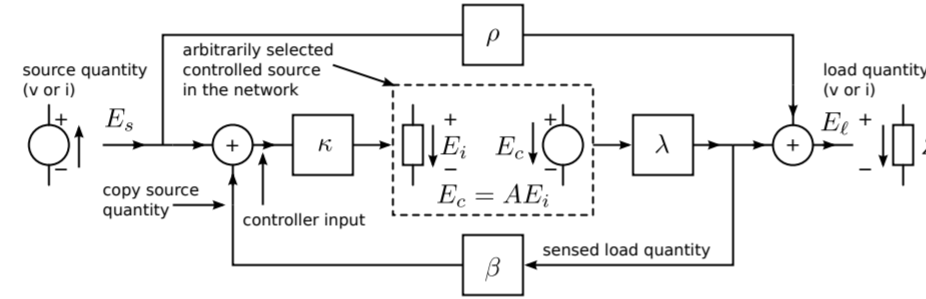 ρ
arbitrarily selected
controlled source
in the network
source quantity
(v or i)
load quantity
(v or i)
+
E_s
+
κ
+
E_i
−
+
E_c
E_c = AE_i
λ
+
E_ℓ
+
−
−
copy source
quantity
controller input
sensed load quantity
β